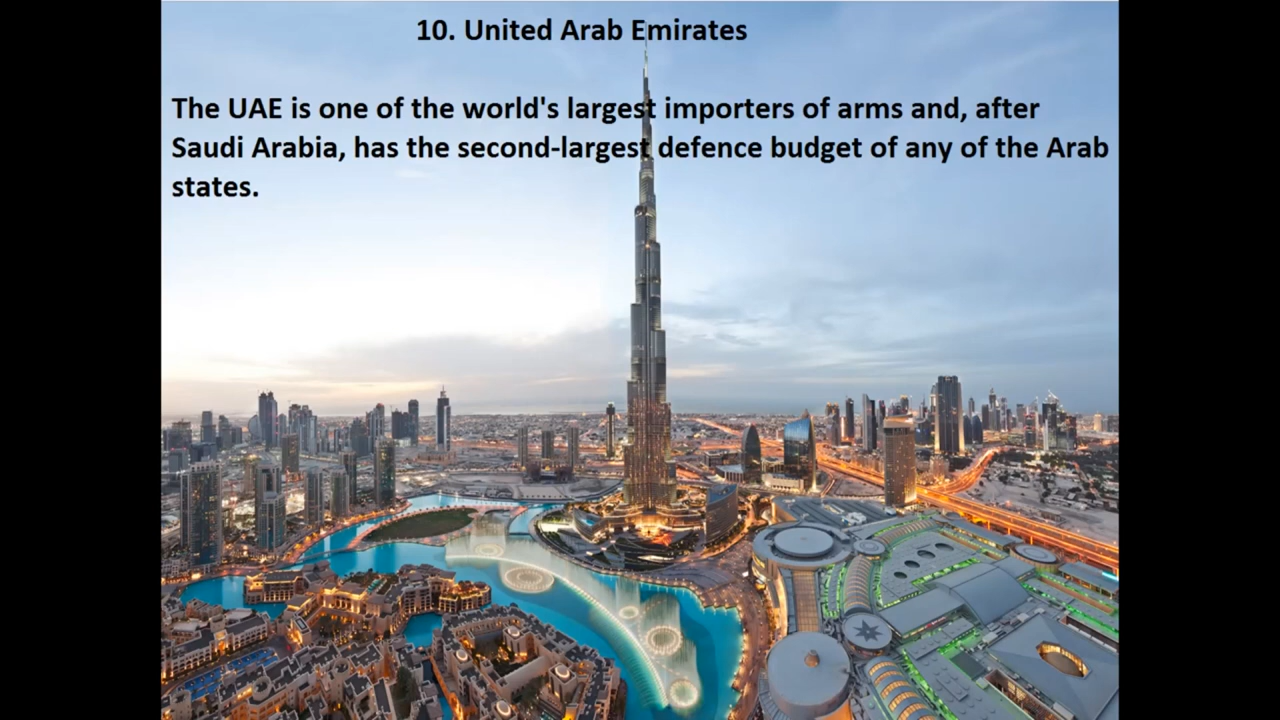 10. United Arab Emirates
The UAE is one of the world's largest importers of arms and, after
Saudi Arabia, has the second-largest defence budget of any of the Arab
states.